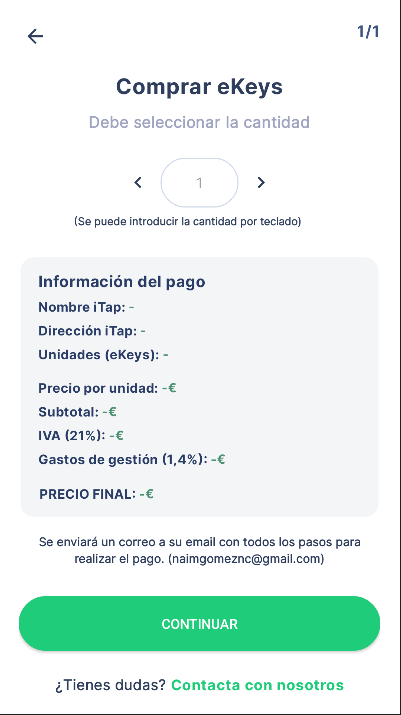 1/1
Comprar eKeys
Debe seleccionar la cantidad
1
(Se puede introducir la cantidad por teclado)
Información del pago
Nombre iTap: -
Dirección iTap: -
Unidades (eKeys): -
Precio por unidad: -€
Subtotal: -€
IVA (21%): -€
Gastos de gestión (1,4%): -€
PRECIO FINAL: -€
Se enviará un correo a su email con todos los pasos para
realizar el pago. (naimgomeznc@gmail.com)
CONTINUAR
¿Tienes dudas? Contacta con nosotros